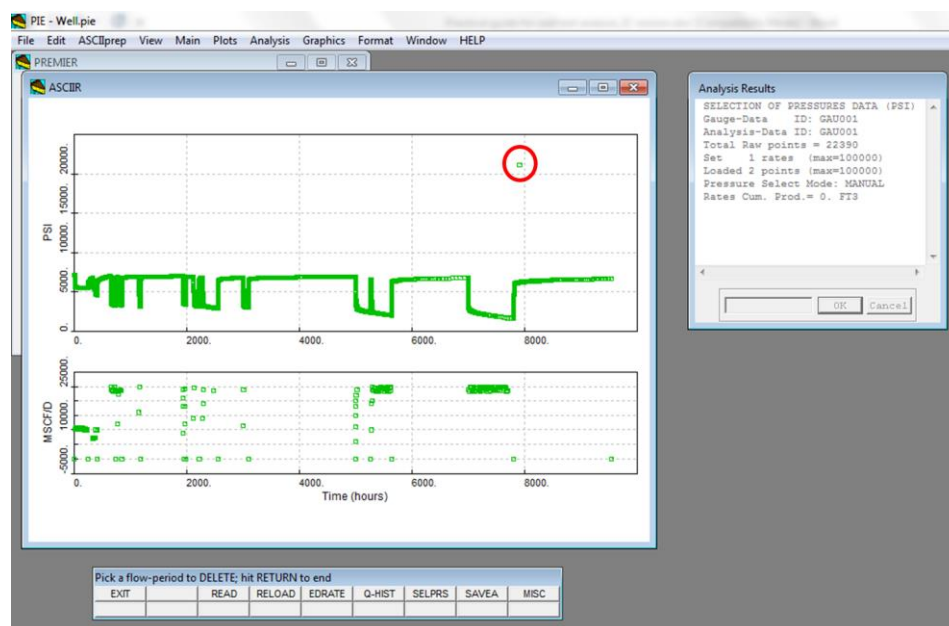 PIE - Well.pie
File Edit ASCIIprep View Main Plots Analysis Graphics Format Window HELP
PREMIER
ASCIIR
PSI
20000.
15000.
10000.
5000.
0.
0. 2000. 4000. 6000. 8000.
MSCF/D
25000.
10000.
-5000.
0. 2000. 4000. 6000. 8000.
Time (hours)
Analysis Results
SELECTION OF PRESSURES DATA (PSI)
Gauge-Data ID: GAU001
Analysis-Data ID: GAU001
Total Raw points = 22390
Set 1 rates (max=100000)
Loaded 2 points (max=100000)
Pressure Select Mode: MANUAL
Rates Cum. Prod.= 0. FT3
OK Cancel
Pick a flow-period to DELETE; hit RETURN to end
EXIT READ RELOAD EDRATE Q-HIST SELPRS SAVEA MISC